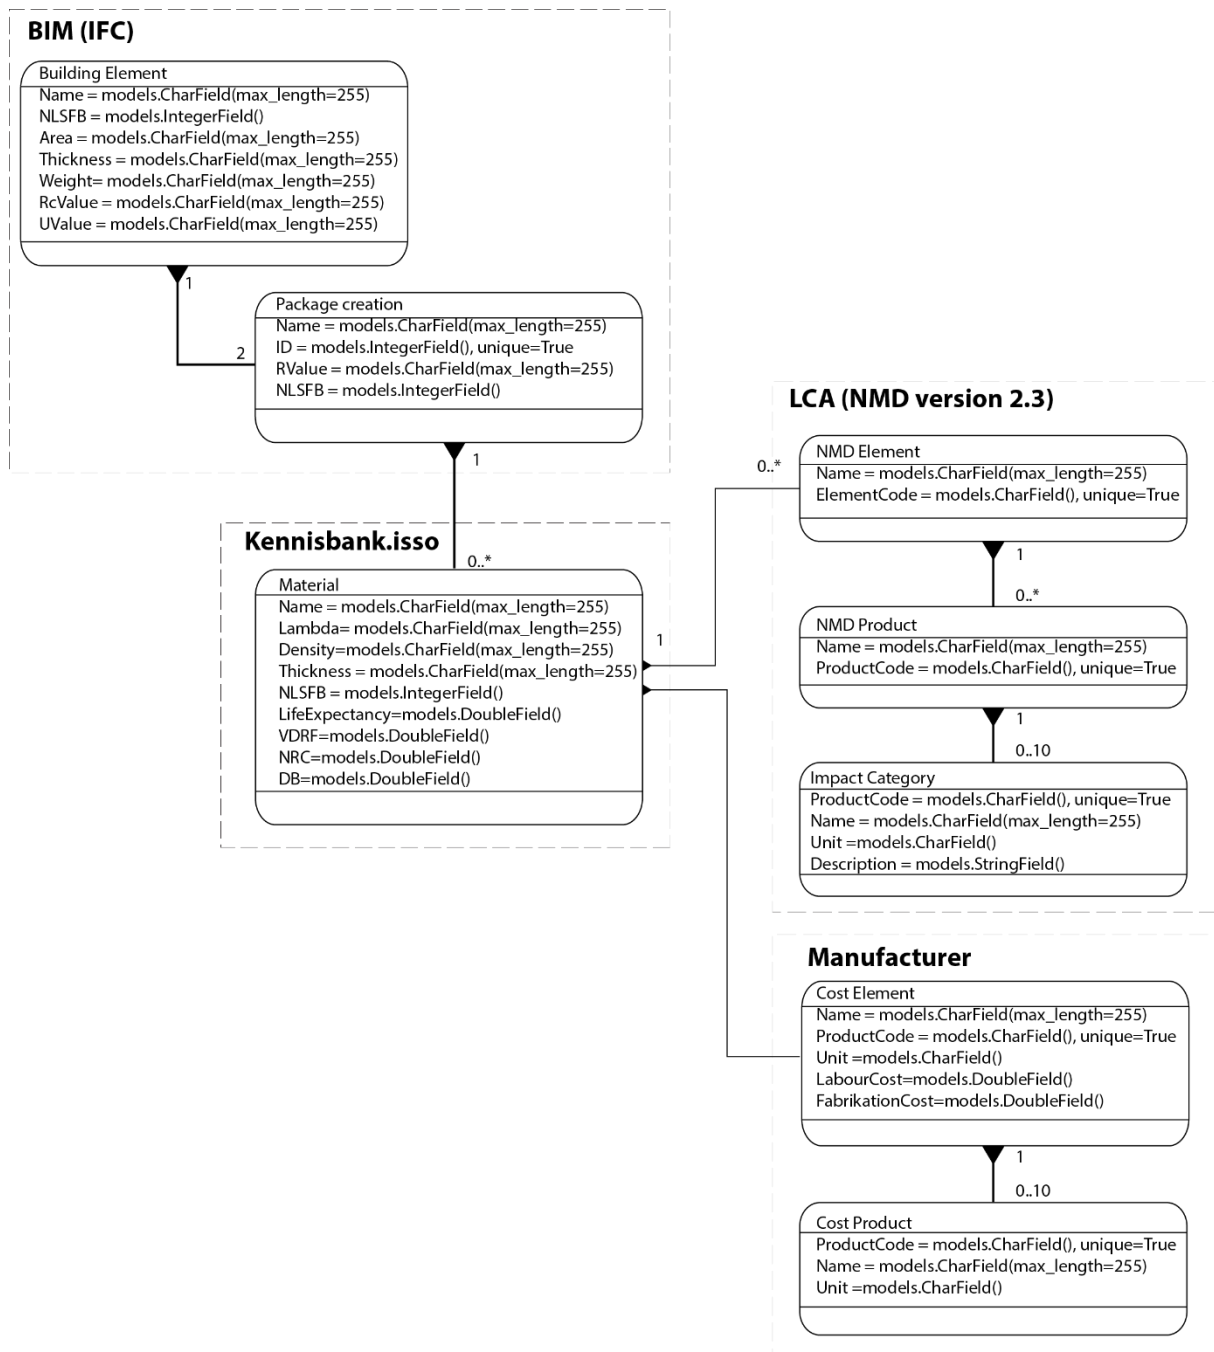 BIM (IFC)
Building Element
Name = models.CharField(max_length=255)
NLSFB = models.IntegerField()
Area = models.CharField(max_length=255)
Thickness = models.CharField(max_length=255)
Weight= models.CharField(max_length=255)
RcValue = models.CharField(max_length=255)
UValue = models.CharField(max_length=255)
1
2
Package creation
Name = models.CharField(max_length=255)
ID = models.IntegerField(), unique=True
RValue = models.CharField(max_length=255)
NLSFB = models.IntegerField()
1
0..*
Kennisbank.isso
Material
Name = models.CharField(max_length=255)
Lambda= models.CharField(max_length=255)
Density=models.CharField(max_length=255)
Thickness = models.CharField(max_length=255)
NLSFB = models.IntegerField()
LifeExpectancy=models.DoubleField()
VDRF=models.DoubleField()
NRC=models.DoubleField()
DB=models.DoubleField()
1
0..*
LCA (NMD version 2.3)
NMD Element
Name = models.CharField(max_length=255)
ElementCode = models.CharField(), unique=True
1
0..*
NMD Product
Name = models.CharField(max_length=255)
ProductCode = models.CharField(), unique=True
1
0..10
Impact Category
ProductCode = models.CharField(), unique=True
Name = models.CharField(max_length=255)
Unit =models.CharField()
Description = models.StringField()
Manufacturer
Cost Element
Name = models.CharField(max_length=255)
ProductCode = models.CharField(), unique=True
Unit =models.CharField()
LabourCost=models.DoubleField()
FabrikationCost=models.DoubleField()
1
0..10
Cost Product
ProductCode = models.CharField(), unique=True
Name = models.CharField(max_length=255)
Unit =models.CharField()